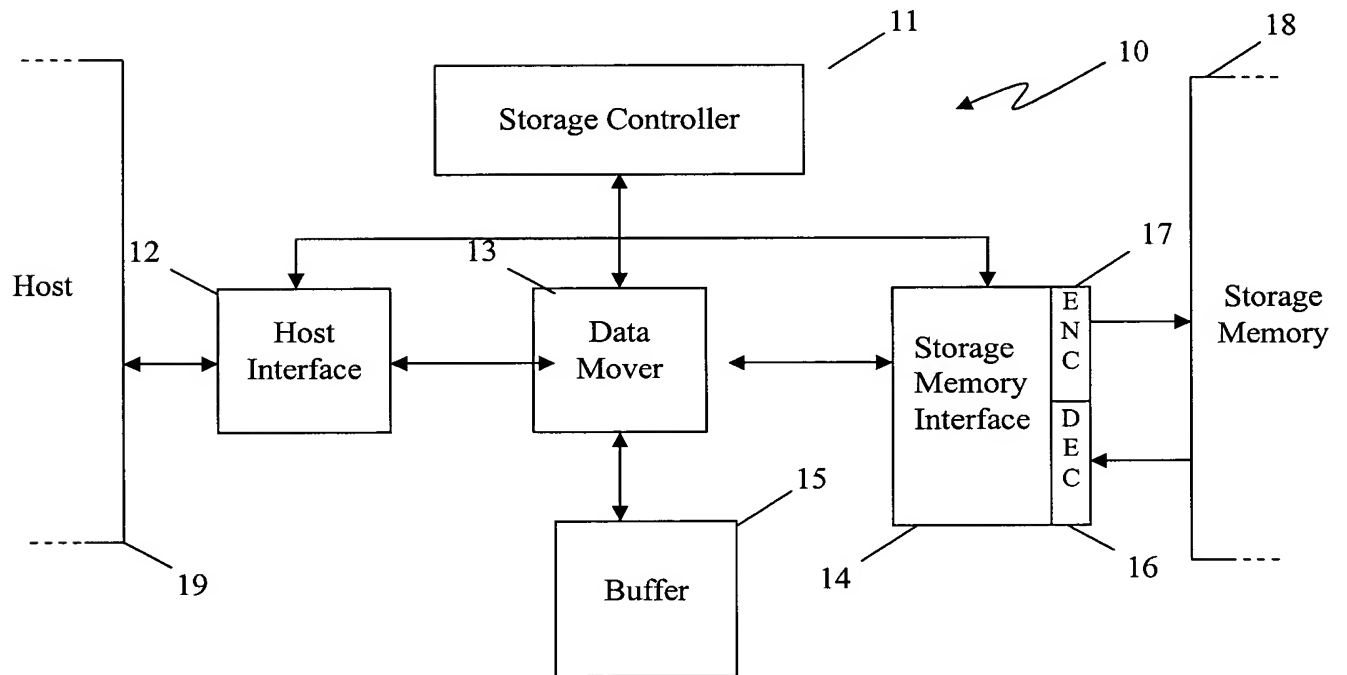 11
18
10
Storage Controller
12
13
17
Host
Host
Interface
Data
Mover
Storage
Memory
Interface
E
N
C
D
E
C
Storage
Memory
15
19
14
16
Buffer